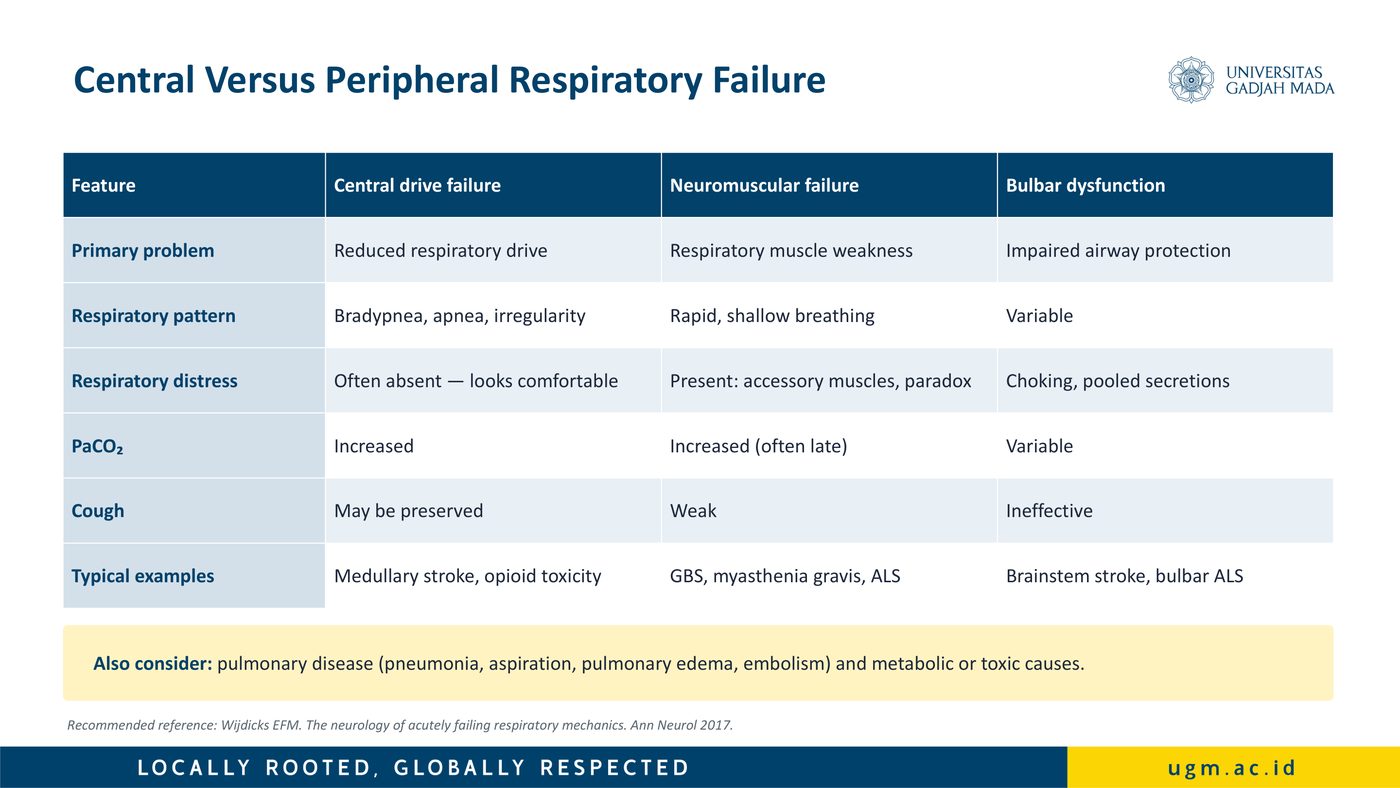 Central Versus Peripheral Respiratory Failure
UNIVERSITAS
GADJAH MADA
Feature Central drive failure Neuromuscular failure Bulbar dysfunction
Primary problem Reduced respiratory drive Respiratory muscle weakness Impaired airway protection
Respiratory pattern Bradypnea, apnea, irregularity Rapid, shallow breathing Variable
Respiratory distress Often absent — looks comfortable Present: accessory muscles, paradox Choking, pooled secretions
PaCO₂ Increased Increased (often late) Variable
Cough May be preserved Weak Ineffective
Typical examples Medullary stroke, opioid toxicity GBS, myasthenia gravis, ALS Brainstem stroke, bulbar ALS
Also consider: pulmonary disease (pneumonia, aspiration, pulmonary edema, embolism) and metabolic or toxic causes.
Recommended reference: Wijdicks EFM. The neurology of acutely failing respiratory mechanics. Ann Neurol 2017.
LOCALLY ROOTED, GLOBALLY RESPECTED ugm.ac.id